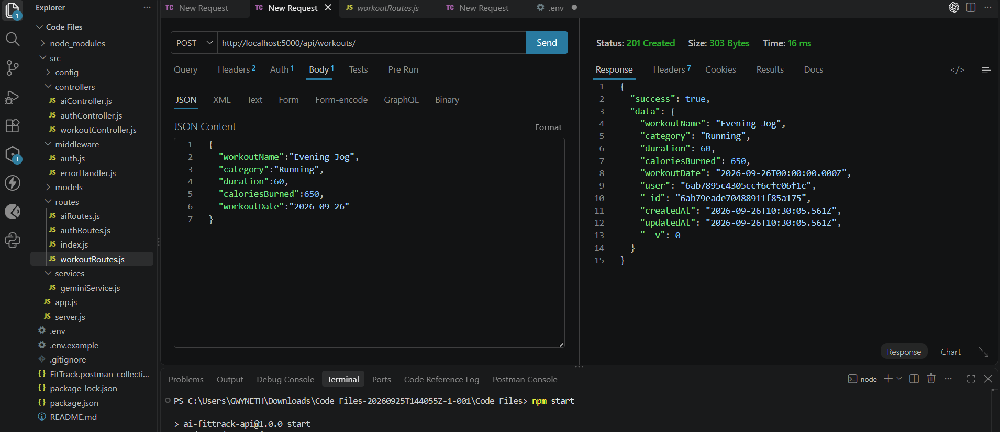 Explorer
Code Files
node_modules
src
config
controllers
JS aiController.js
JS authController.js
JS workoutController.js
middleware
JS auth.js
JS errorHandler.js
models
routes
JS aiRoutes.js
JS authRoutes.js
JS index.js
JS workoutRoutes.js
services
JS geminiService.js
JS app.js
JS server.js
.env
.env.example
.gitignore
{} FitTrack.postman_collecti...
{} package-lock.json
{} package.json
README.md
1
1
TC New Request
TC New Request
JS workoutRoutes.js
TC New Request
.env
POST http://localhost:5000/api/workouts/ Send
Query Headers 2 Auth 1 Body 1 Tests Pre Run
JSON XML Text Form Form-encode GraphQL Binary
JSON Content Format
1 {
2 "workoutName":"Evening Jog",
3 "category":"Running",
4 "duration":60,
5 "caloriesBurned":650,
6 "workoutDate":"2026-09-26"
7 }
Status: 201 Created Size: 303 Bytes Time: 16 ms
Response Headers 7 Cookies Results Docs </>
1 {
2 "success": true,
3 "data": {
4 "workoutName": "Evening Jog",
5 "category": "Running",
6 "duration": 60,
7 "caloriesBurned": 650,
8 "workoutDate": "2026-09-26T00:00:00.000Z",
9 "user": "6ab7895c4305ccf6cfc06f1c",
10 "_id": "6ab79eade70488911f85a175",
11 "createdAt": "2026-09-26T10:30:05.561Z",
12 "updatedAt": "2026-09-26T10:30:05.561Z",
13 "__v": 0
14 }
15 }
Response Chart
Problems Output Debug Console Terminal Ports Code Reference Log Postman Console
node
PS C:\Users\GWYNETH\Downloads\Code Files-20260925T144055Z-1-001\Code Files> npm start
> ai-fittrack-api@1.0.0 start